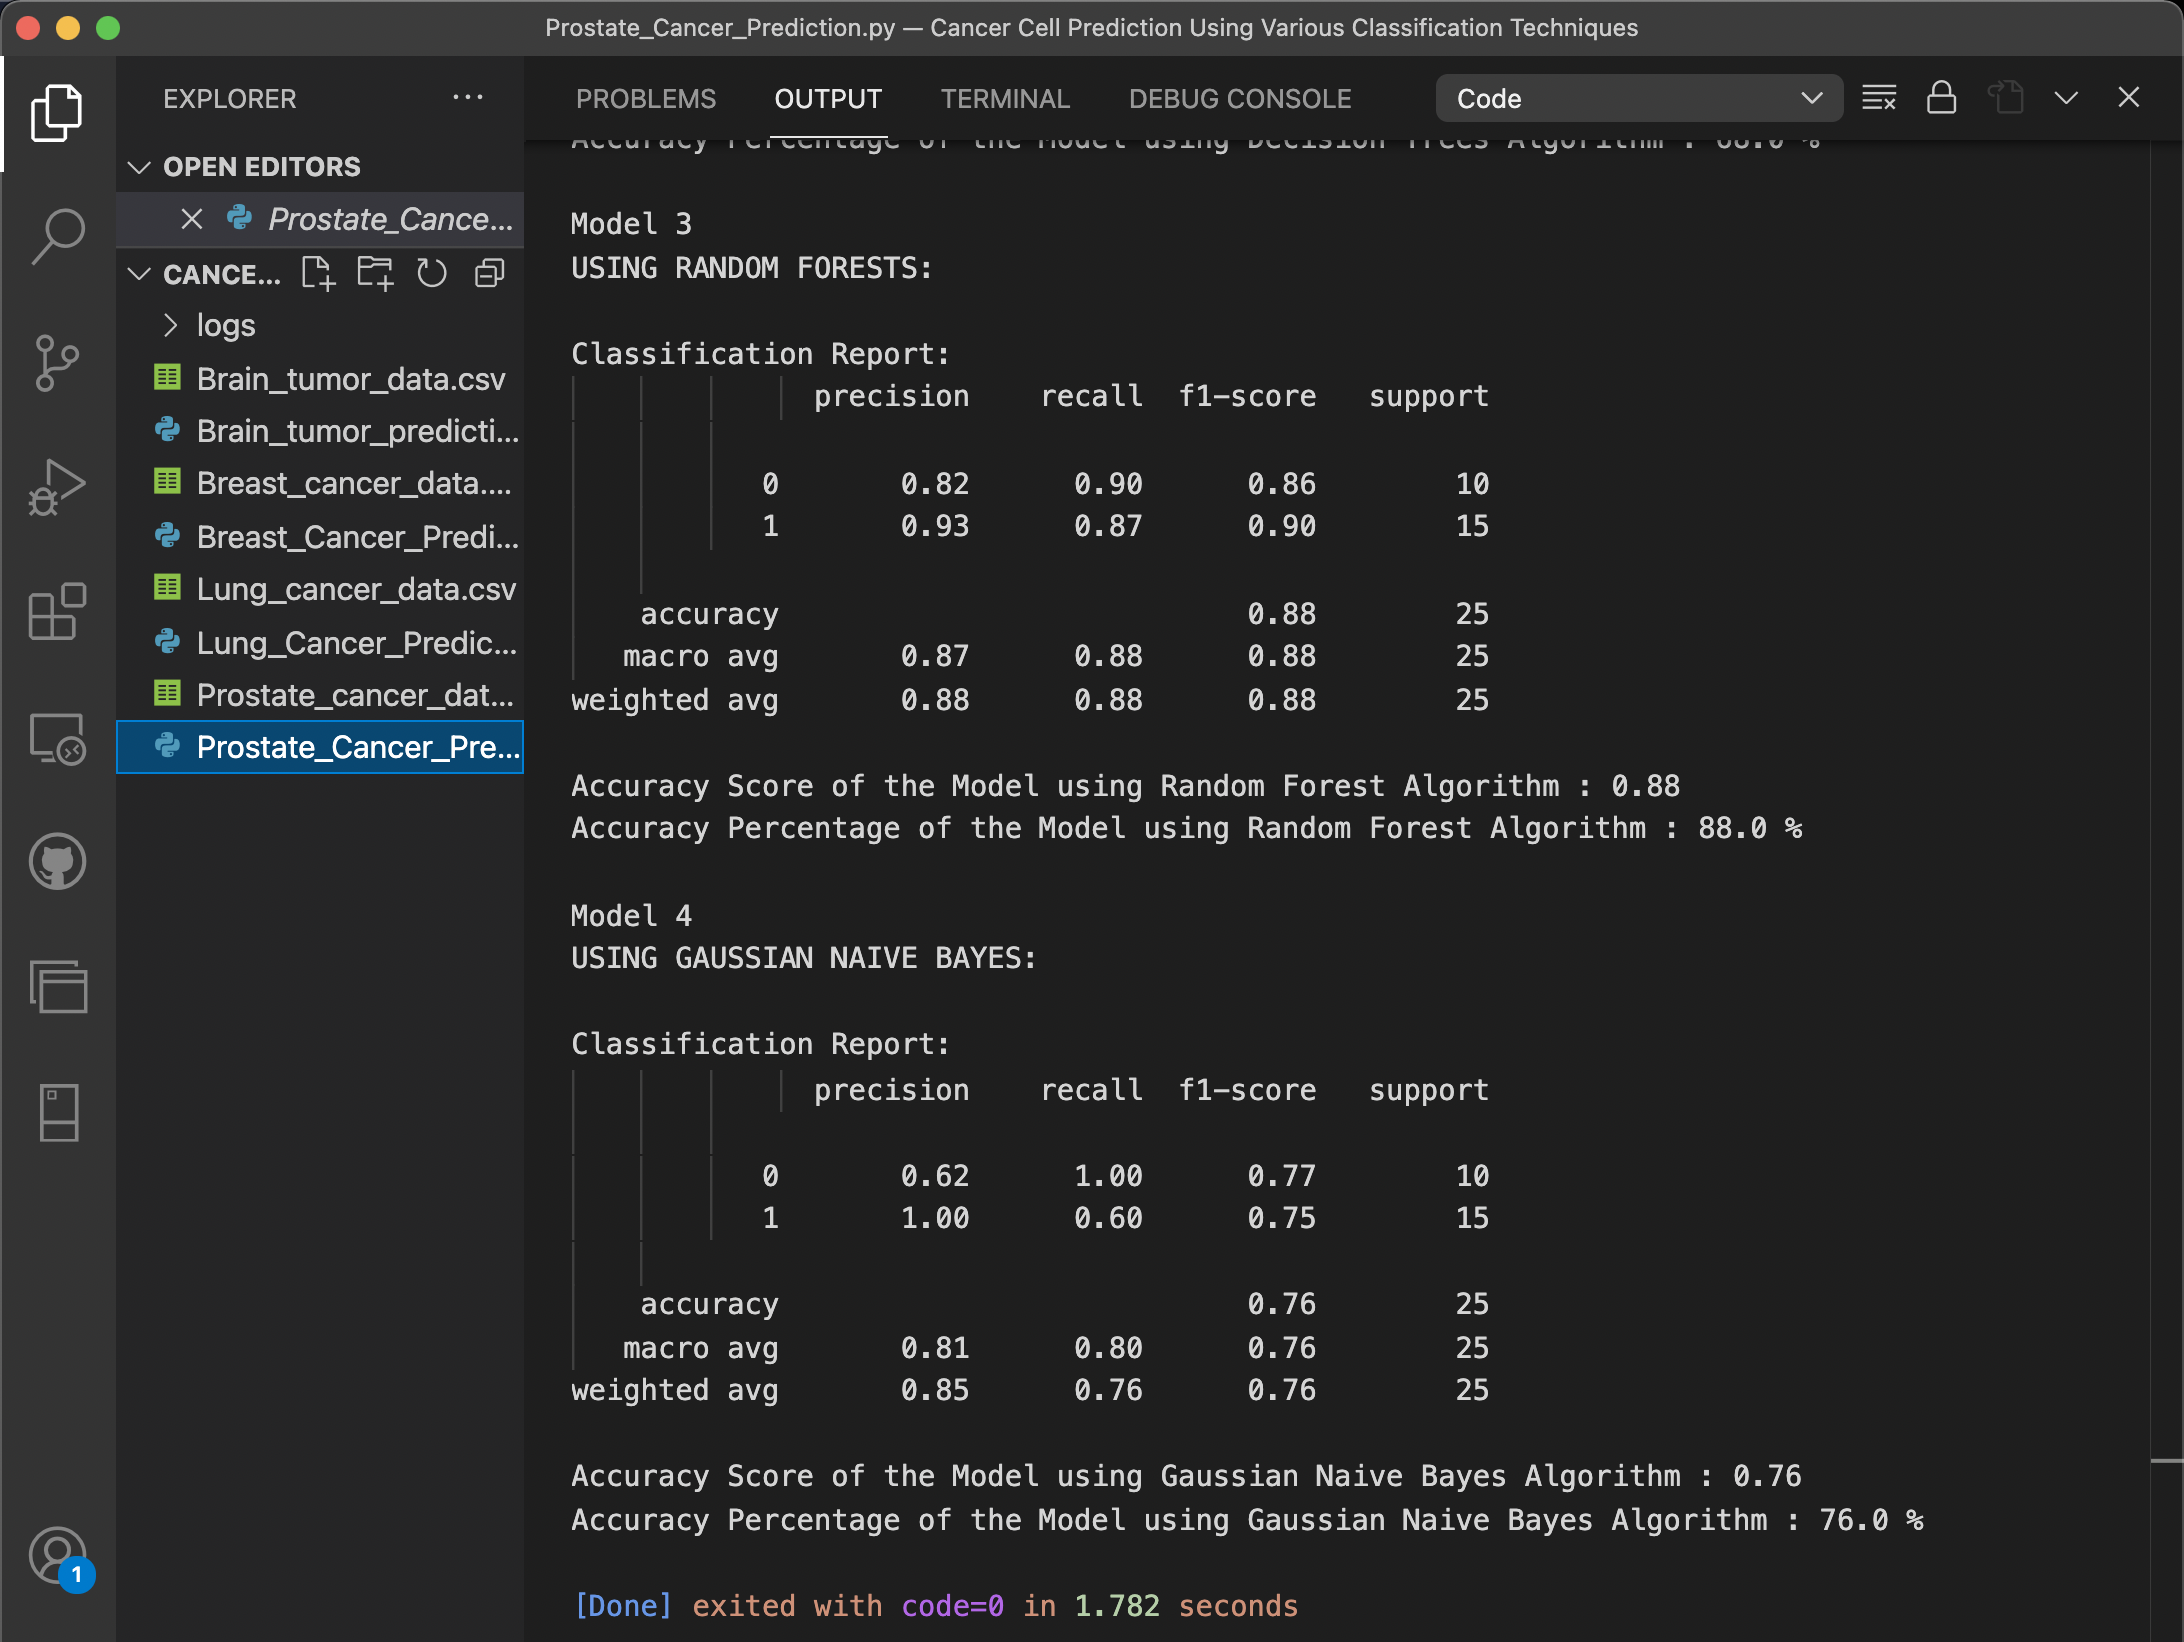 Prostate_Cancer_Prediction.py — Cancer Cell Prediction Using Various Classification Techniques
EXPLORER
OPEN EDITORS
Prostate_Cance...
CANCE...
logs
Brain_tumor_data.csv
Brain_tumor_predicti...
Breast_cancer_data....
Breast_Cancer_Predi...
Lung_cancer_data.csv
Lung_Cancer_Predic...
Prostate_cancer_dat...
Prostate_Cancer_Pre...
1
PROBLEMS OUTPUT TERMINAL DEBUG CONSOLE Code
Accuracy Percentage of the Model using Decision Trees Algorithm : %
Model 3
USING RANDOM FORESTS:
Classification Report:
precision recall f1-score support
0 0.82 0.90 0.86 10
1 0.93 0.87 0.90 15
accuracy 0.88 25
macro avg 0.87 0.88 0.88 25
weighted avg 0.88 0.88 0.88 25
Accuracy Score of the Model using Random Forest Algorithm : 0.88
Accuracy Percentage of the Model using Random Forest Algorithm : 88.0 %
Model 4
USING GAUSSIAN NAIVE BAYES:
Classification Report:
precision recall f1-score support
0 0.62 1.00 0.77 10
1 1.00 0.60 0.75 15
accuracy 0.76 25
macro avg 0.81 0.80 0.76 25
weighted avg 0.85 0.76 0.76 25
Accuracy Score of the Model using Gaussian Naive Bayes Algorithm : 0.76
Accuracy Percentage of the Model using Gaussian Naive Bayes Algorithm : 76.0 %
[Done] exited with code=0 in 1.782 seconds